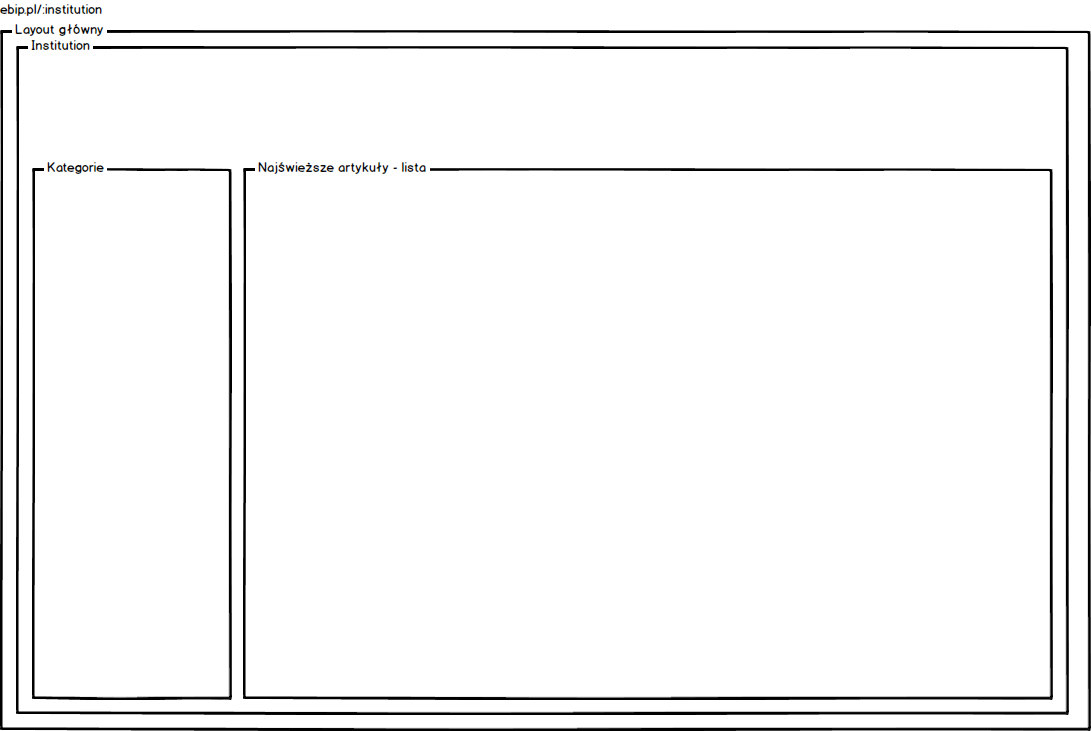 ebip.pl/:institution
Layout główny
Institution
Kategorie
Najświeższe artykuły - lista